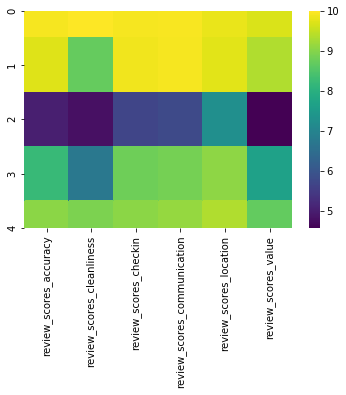 0
1
2
3
4
review_scores_accuracy
review_scores_cleanliness
review_scores_checkin
review_scores_communication
review_scores_location
review_scores_value
10
9
8
7
6
5